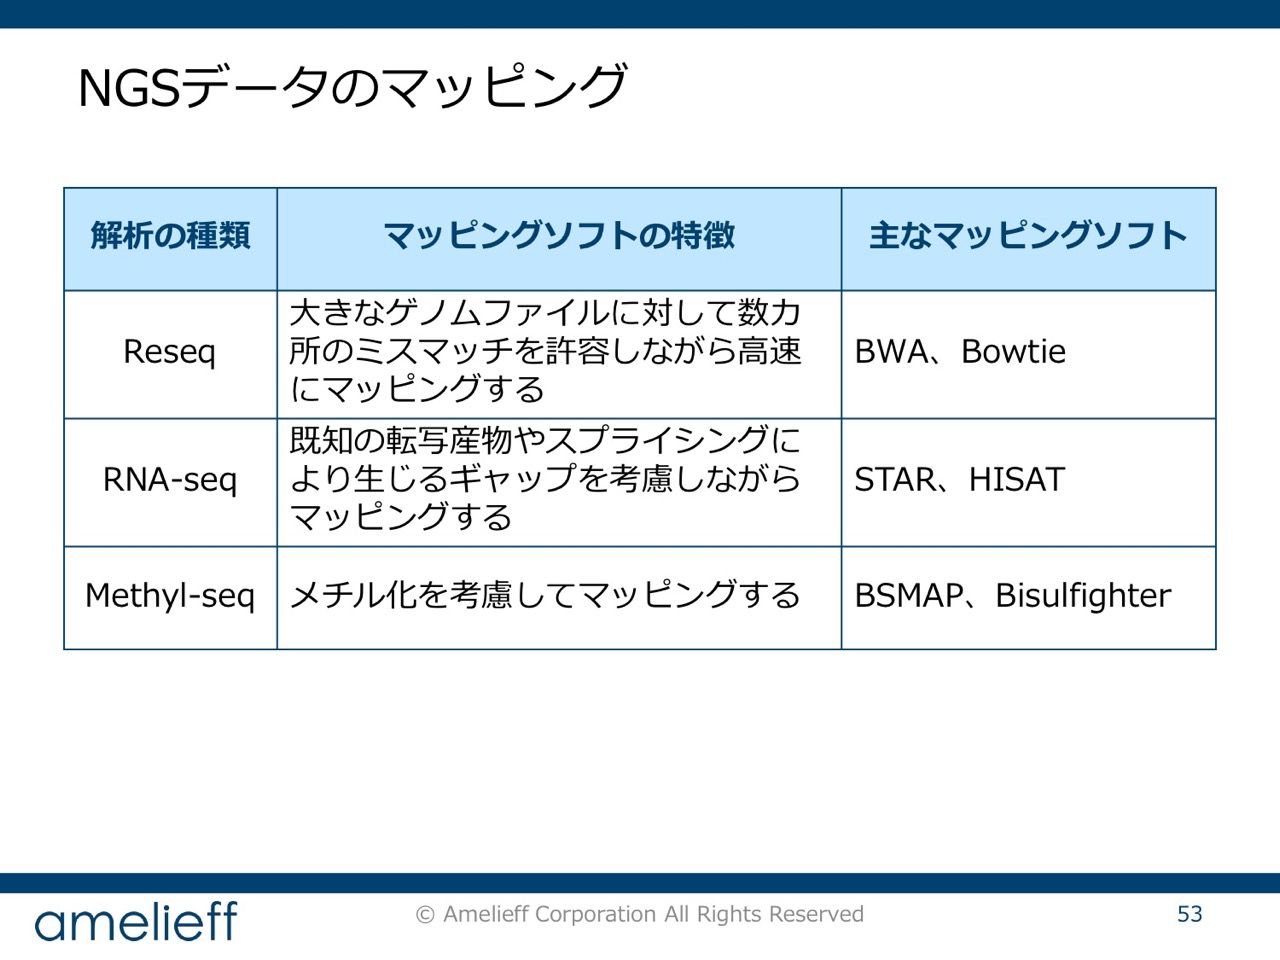 NGSデータのマッピング
解析の種類
マッピングソフトの特徴
主なマッピングソフト
Reseq
大きなゲノムファイルに対して数カ
所のミスマッチを許容しながら高速
にマッピングする
BWA、Bowtie
RNA-seq
既知の転写産物やスプライシングに
より生じるギャップを考慮しながら
マッピングする
STAR、HISAT
Methyl-seq
メチル化を考慮してマッピングする
BSMAP、Bisulfighter
amelieff
© Amelieff Corporation All Rights Reserved
53